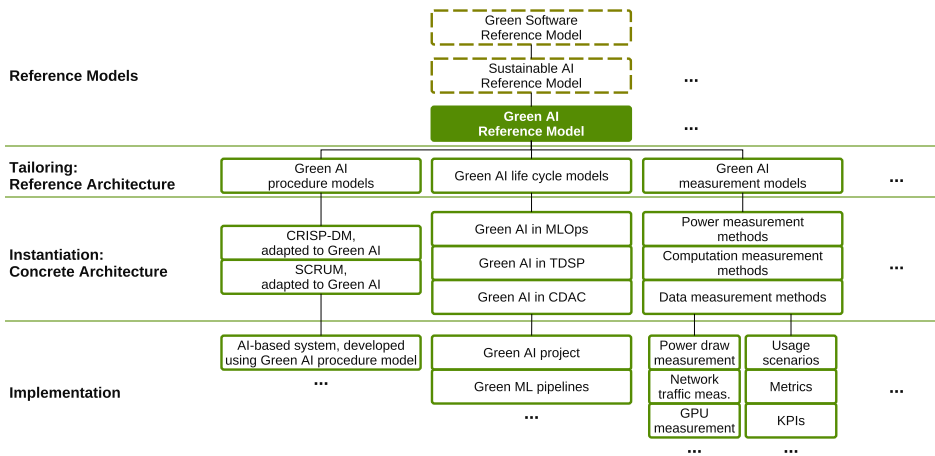 Green Software
Reference Model
Reference Models
Sustainable AI
Reference Model
...
Green AI
Reference Model
...
Tailoring:
Reference Architecture
Green AI
procedure models
Green AI life cycle models
Green AI
measurement models
...
Instantiation:
Concrete Architecture
CRISP-DM,
adapted to Green AI
SCRUM,
adapted to Green AI
Green AI in MLOps
Green AI in TDSP
Green AI in CDAC
Power measurement
methods
Computation measurement
methods
Data measurement methods
...
Implementation
AI-based system, developed
using Green AI procedure model
...
Green AI project
Green ML pipelines
...
Power draw
measurement
Network
traffic meas.
GPU
measurement
...
Usage
scenarios
Metrics
KPIs
...
...